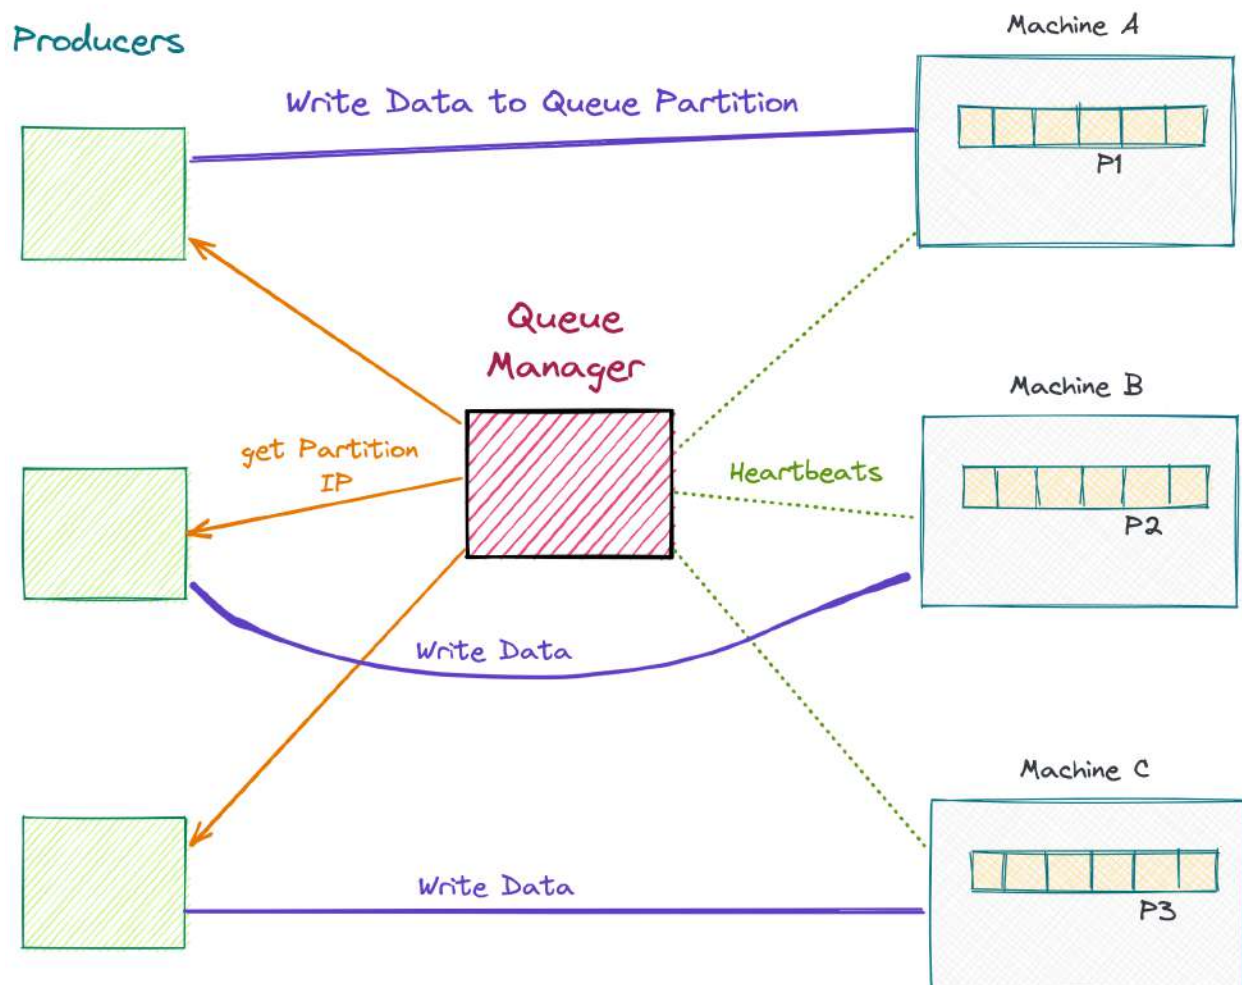 Producers
Machine A
Write Data to Queue Partition
P1
Queue
Manager
Machine B
get Partition
IP
Heartbeats
P2
Write Data
Machine C
Write Data
P3